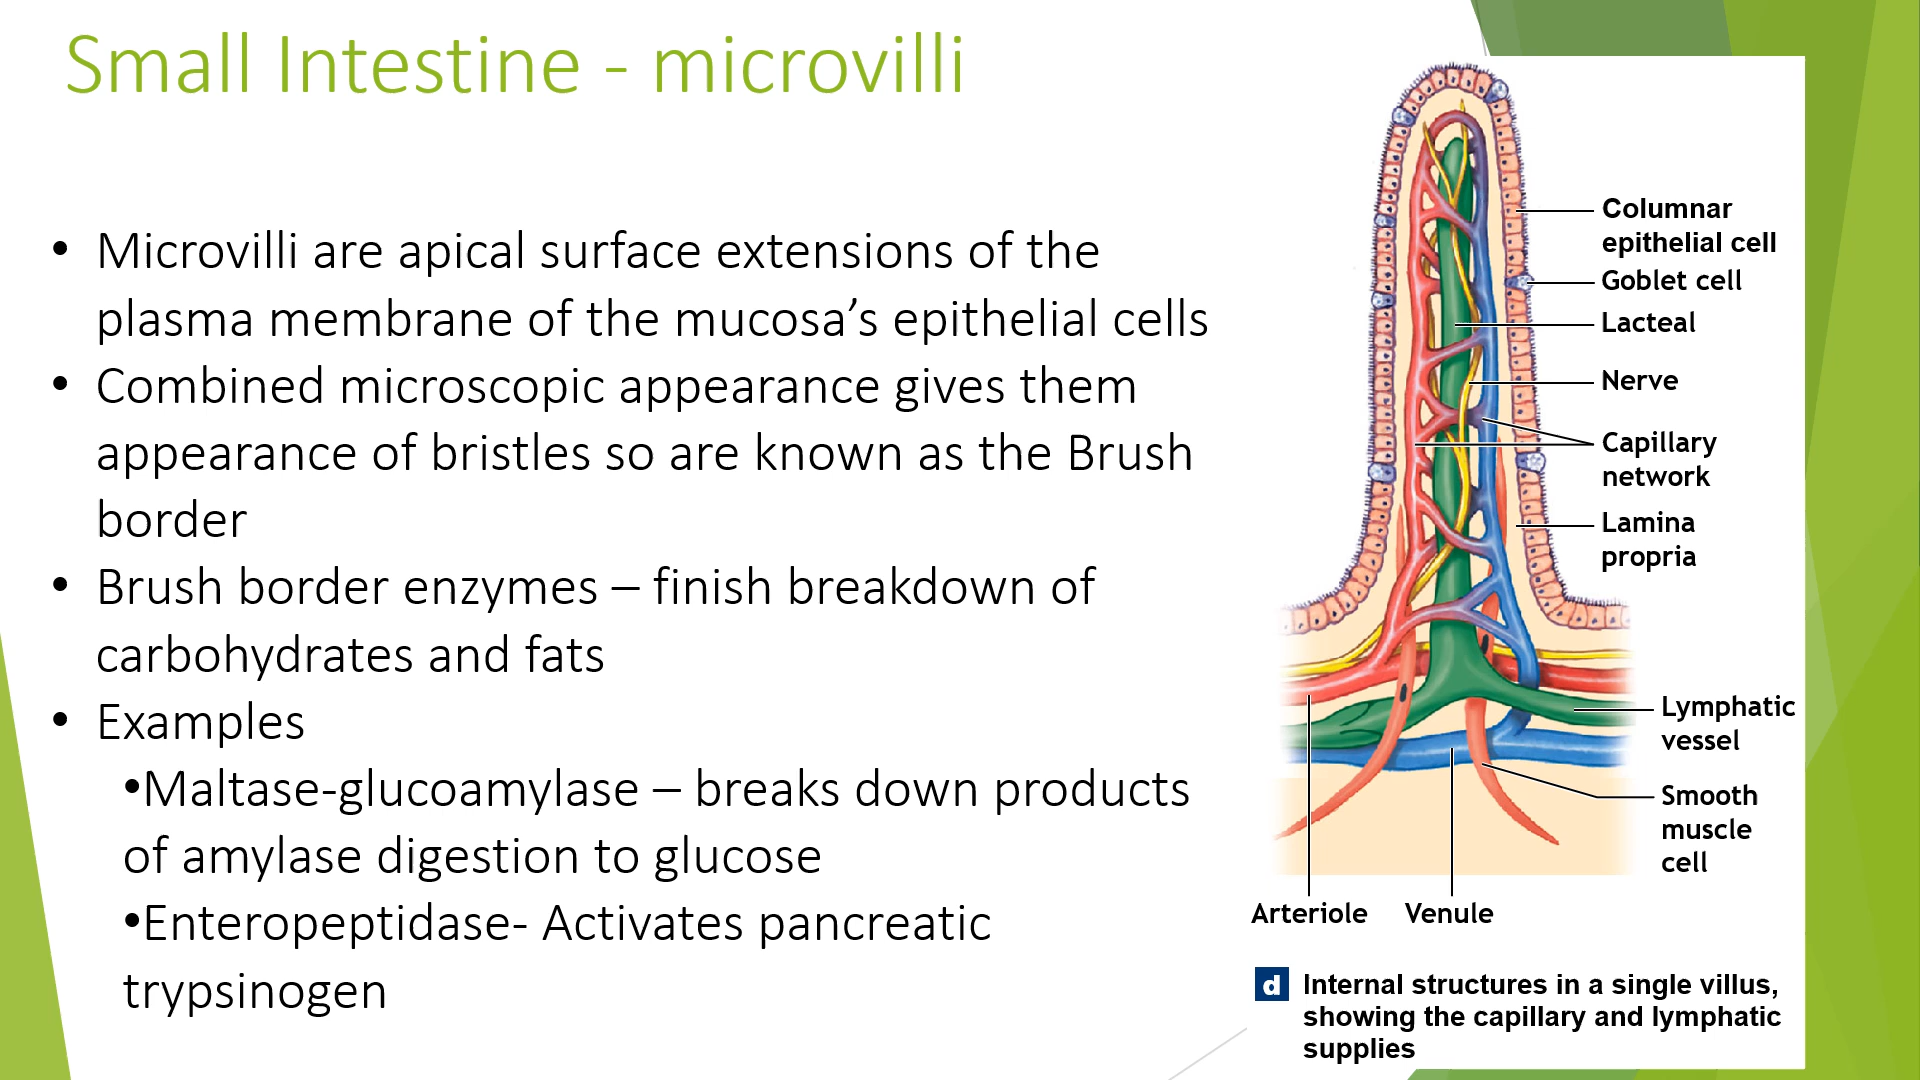 Small Intestine - microvilli
• Microvilli are apical surface extensions of the
plasma membrane of the mucosa’s epithelial cells
• Combined microscopic appearance gives them
appearance of bristles so are known as the Brush
border
• Brush border enzymes – finish breakdown of
carbohydrates and fats
• Examples
•Maltase-glucoamylase – breaks down products
of amylase digestion to glucose
•Enteropeptidase- Activates pancreatic
trypsinogen
Columnar
epithelial cell
Goblet cell
Lacteal
Nerve
Capillary
network
Lamina
propria
Lymphatic
vessel
Smooth
muscle
cell
Arteriole
Venule
d Internal structures in a single villus,
showing the capillary and lymphatic
supplies